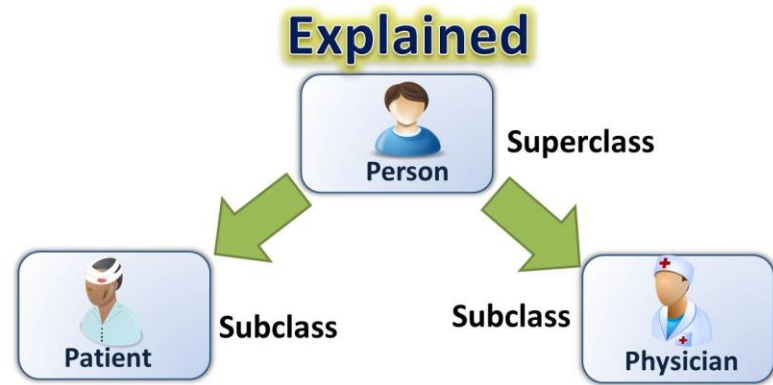 Explained
Person
Superclass
Patient
Subclass
Subclass
Physician